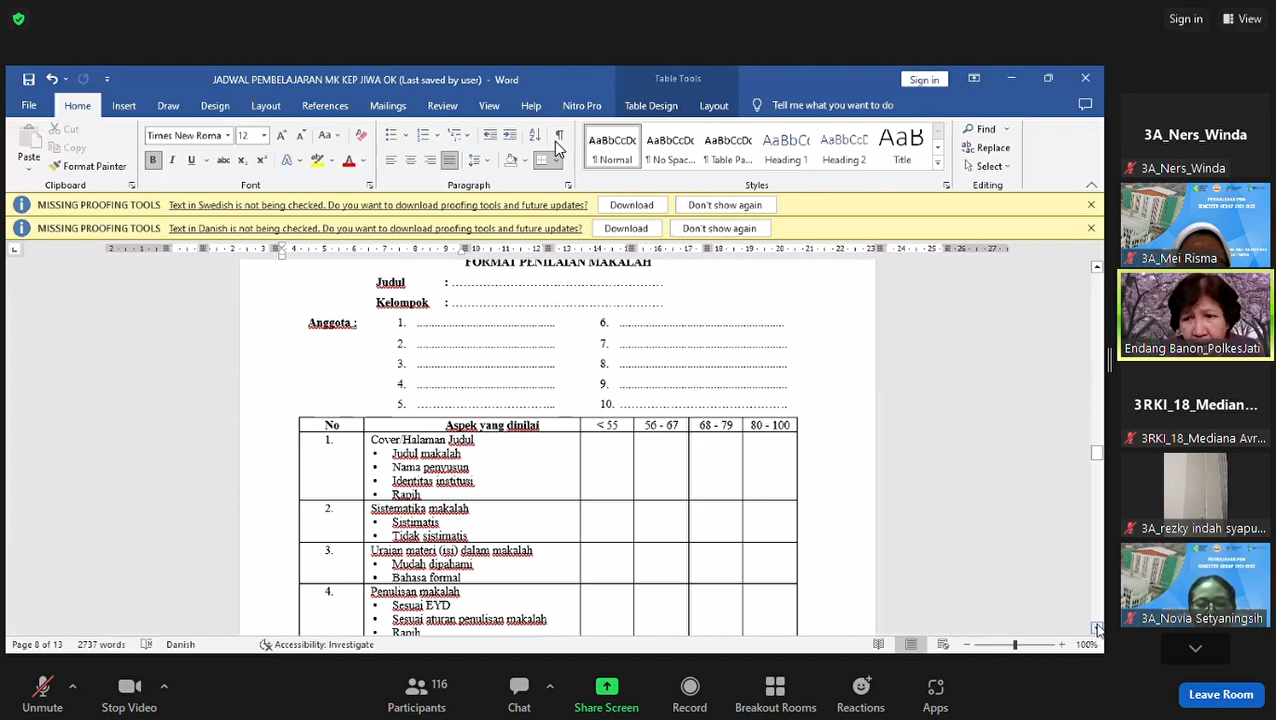 Sign in
View
JADWAL PEMBELAJARAN MK KEP JIWA OK (Last saved by user) - Word
Table Tools
Sign in
File Home Insert Draw Design Layout References Mailings Review View Help Nitro Pro Table Design Layout Tell me what you want to do
Paste
Cut
Copy
Format Painter
Clipboard
Times New Roma 12
Font
Paragraph
AaBbCcDc AaBbCcDc AaBbCcDc AaBbCcD AaBbCcD AaB
¶ Normal ¶ No Spac... ¶ Table Pa... Heading 1 Heading 2 Title
Styles
Find
Replace
Select
Editing
MISSING PROOFING TOOLS Text in Swedish is not being checked. Do you want to download proofing tools and future updates? Download Don't show again
MISSING PROOFING TOOLS Text in Danish is not being checked. Do you want to download proofing tools and future updates? Download Don't show again
FORMAT PENILAIAN MAKALAH
Judul : ............................................................
Kelompok : ............................................................
Anggota : 1. ........................................ 6. ................................................
2. ........................................ 7. ................................................
3. ........................................ 8. ................................................
4. ........................................ 9. ................................................
5. ........................................ 10. ................................................
No Aspek yang dinilai < 55 56 - 67 68 - 79 80 - 100
1. Cover/Halaman Judul
• Judul makalah
• Nama penyusun
• Identitas institusi
• Rapih
2. Sistematika makalah
• Sistimatis
• Tidak sistimatis
3. Uraian materi (isi) dalam makalah
• Mudah dipahami
• Bahasa formal
4. Penulisan makalah
• Sesuai EYD
• Sesuai aturan penulisan makalah
• Rapih
Page 8 of 13 2737 words Danish Accessibility: Investigate 100%
3A_Ners_Winda
3A_Ners_Winda
3A_Mei Risma
Endang Banon_PolkesJati
3RKI_18_Median...
3RKI_18_Mediana Avr...
3A_rezky indah syapu...
3A_Novia Setyaningsih
Unmute
Stop Video
116
Participants
Chat
Share Screen
Record
Breakout Rooms
Reactions
Apps
Leave Room